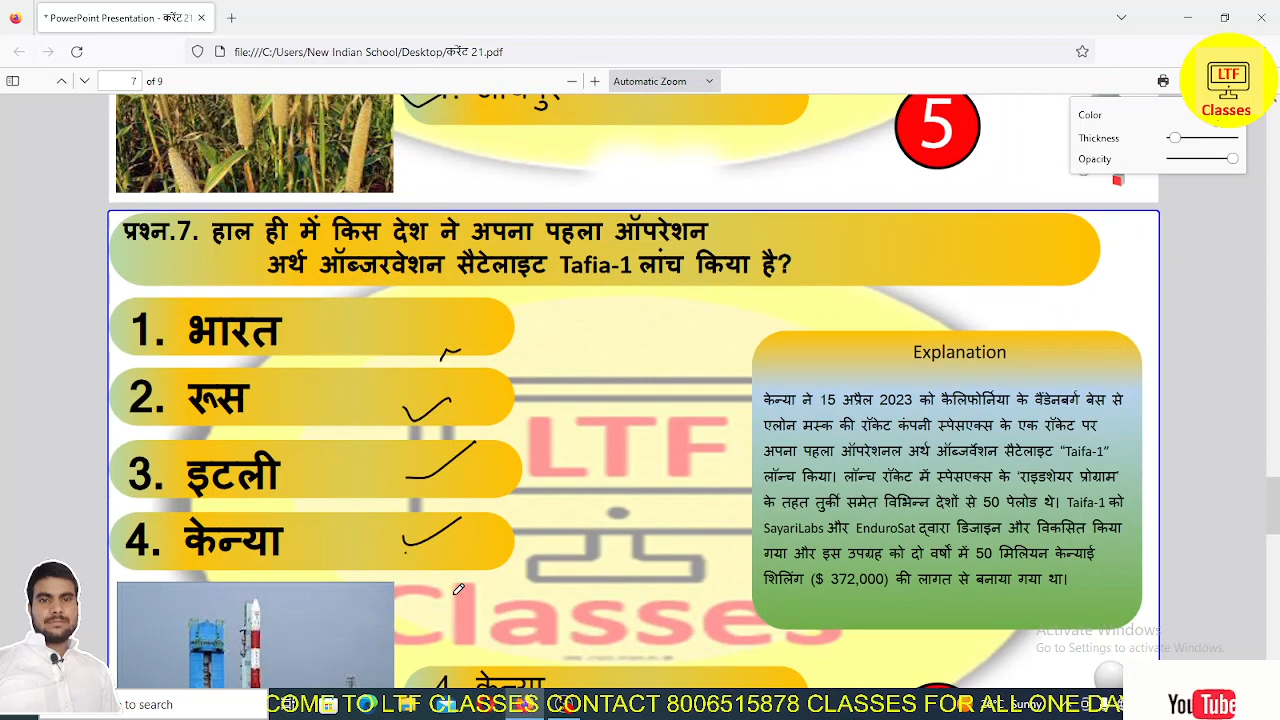 * PowerPoint Presentation - करेंट 21.
file:///C:/Users/New Indian School/Desktop/करेंट 21.pdf
7 of 9
Automatic Zoom
LTF
Classes
Color
Thickness
Opacity
5
प्रश्न.7. हाल ही में किस देश ने अपना पहला ऑपरेशन
अर्थ ऑब्जरवेशन सैटेलाइट Tafia-1 लांच किया है?
1. भारत
2. रूस
3. इटली
4. केन्या
Explanation
केन्या ने 15 अप्रैल 2023 को कैलिफोर्निया के वैंडेनबर्ग बेस से
एलोन मस्क की रॉकेट कंपनी स्पेसएक्स के एक रॉकेट पर
अपना पहला ऑपरेशनल अर्थ ऑब्जर्वेशन सैटेलाइट "Taifa-1"
लॉन्च किया। लॉन्च रॉकेट में स्पेसएक्स के 'राइडशेयर प्रोग्राम'
के तहत तुर्की समेत विभिन्न देशों से 50 पेलोड थे। Taifa-1 को
SayariLabs और EnduroSat द्वारा डिजाइन और विकसित किया
गया और इस उपग्रह को दो वर्षों में 50 मिलियन केन्याई
शिलिंग ($ 372,000) की लागत से बनाया गया था।
LTF
Classes
4. केन्या
Activate Windows
Go to Settings to activate Windows.
to search
Sunny
COME TO LTF CLASSES CONTACT 8006515878 CLASSES FOR ALL ONE DA
YouTube